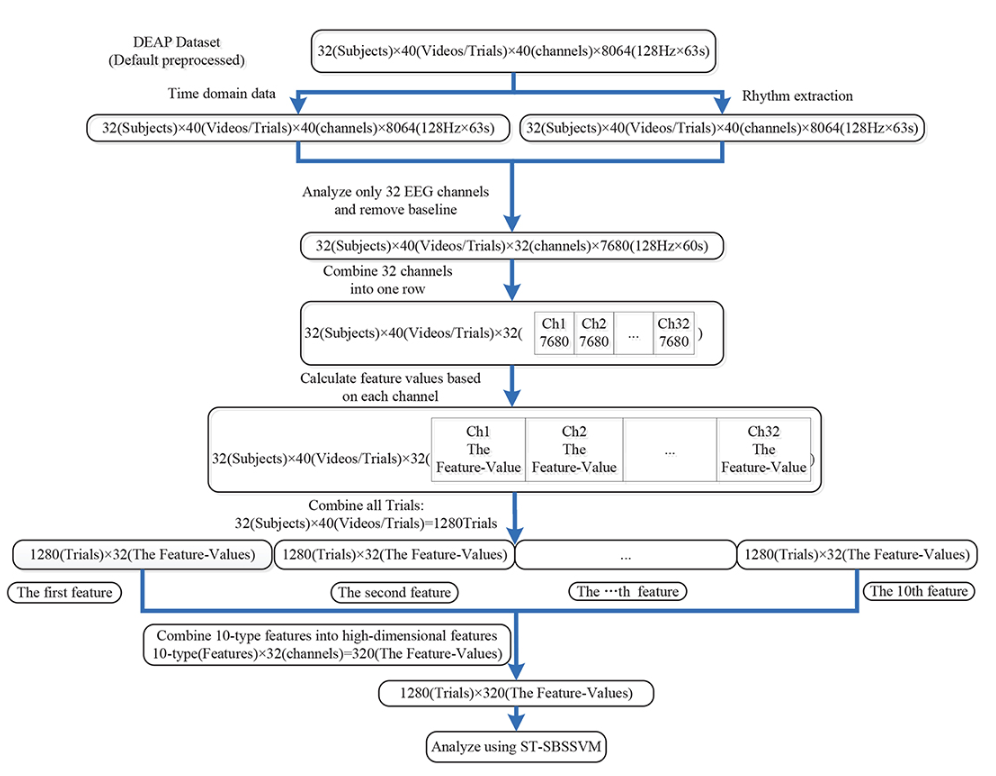 DEAP Dataset
(Default preprocessed)
32(Subjects)×40(Videos/Trials)×40(channels)×8064(128Hz×63s)
Time domain data
Rhythm extraction
32(Subjects)×40(Videos/Trials)×40(channels)×8064(128Hz×63s)
32(Subjects)×40(Videos/Trials)×40(channels)×8064(128Hz×63s)
Analyze only 32 EEG channels
and remove baseline
32(Subjects)×40(Videos/Trials)×32(channels)×7680(128Hz×60s)
Combine 32 channels
into one row
32(Subjects)×40(Videos/Trials)×32(
Ch1
7680
Ch2
7680
...
Ch32
7680
)
Calculate feature values based
on each channel
32(Subjects)×40(Videos/Trials)×32(
Ch1
The
Feature-Value
Ch2
The
Feature-Value
...
Ch32
The
Feature-Value
)
Combine all Trials:
32(Subjects)×40(Videos/Trials)=1280Trials
1280(Trials)×32(The Feature-Values)
1280(Trials)×32(The Feature-Values)
...
1280(Trials)×32(The Feature-Values)
The first feature
The second feature
The ···th feature
The 10th feature
Combine 10-type features into high-dimensional features
10-type(Features)×32(channels)=320(The Feature-Values)
1280(Trials)×320(The Feature-Values)
Analyze using ST-SBSSVM